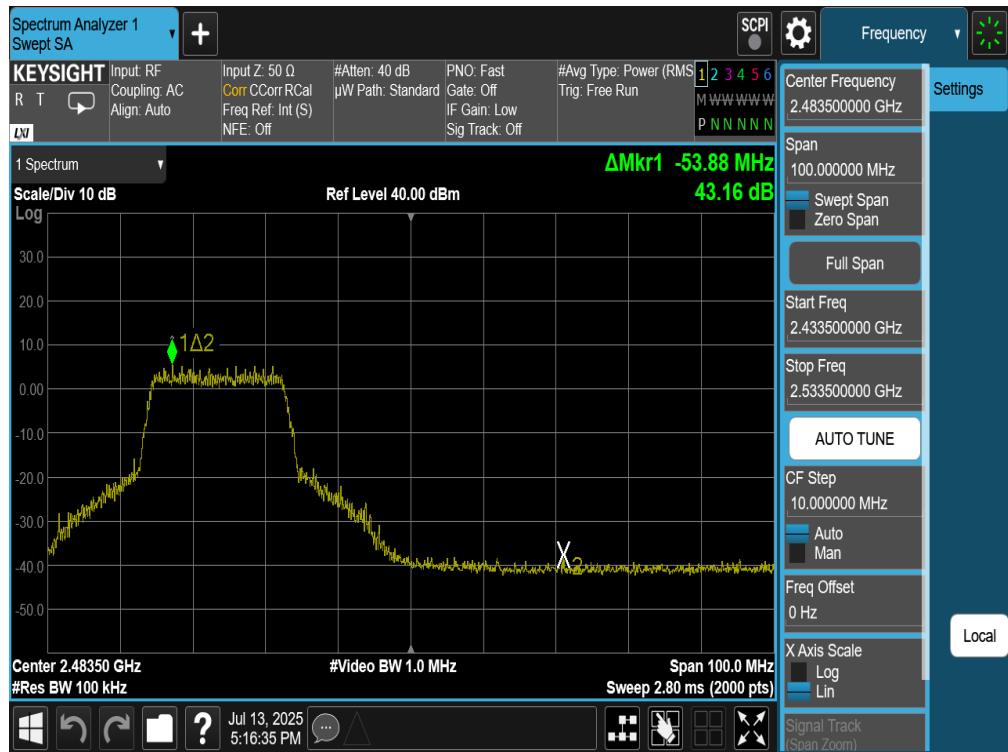 Spectrum Analyzer 1
Swept SA
+
SCPI
Frequency
KEYSIGHT
R T
LXI
Input: RF
Coupling: AC
Align: Auto
Input Z: 50 Ω
Corr CCorr RCal
Freq Ref: Int (S)
NFE: Off
#Atten: 40 dB
µW Path: Standard
PNO: Fast
Gate: Off
IF Gain: Low
Sig Track: Off
#Avg Type: Power (RMS
Trig: Free Run
1 2 3 4 5 6
M W W W W W
P N N N N N
1 Spectrum
ΔMkr1 -53.88 MHz
43.16 dB
Scale/Div 10 dB
Ref Level 40.00 dBm
Log
30.0
20.0
10.0
0.00
-10.0
-20.0
-30.0
-40.0
-50.0
1Δ2
X2
Center 2.48350 GHz
#Res BW 100 kHz
#Video BW 1.0 MHz
Span 100.0 MHz
Sweep 2.80 ms (2000 pts)
Center Frequency
2.483500000 GHz
Span
100.000000 MHz
Swept Span
Zero Span
Full Span
Start Freq
2.433500000 GHz
Stop Freq
2.533500000 GHz
AUTO TUNE
CF Step
10.000000 MHz
Auto
Man
Freq Offset
0 Hz
X Axis Scale
Log
Lin
Signal Track
(Span Zoom)
Settings
Local
?
Jul 13, 2025
5:16:35 PM